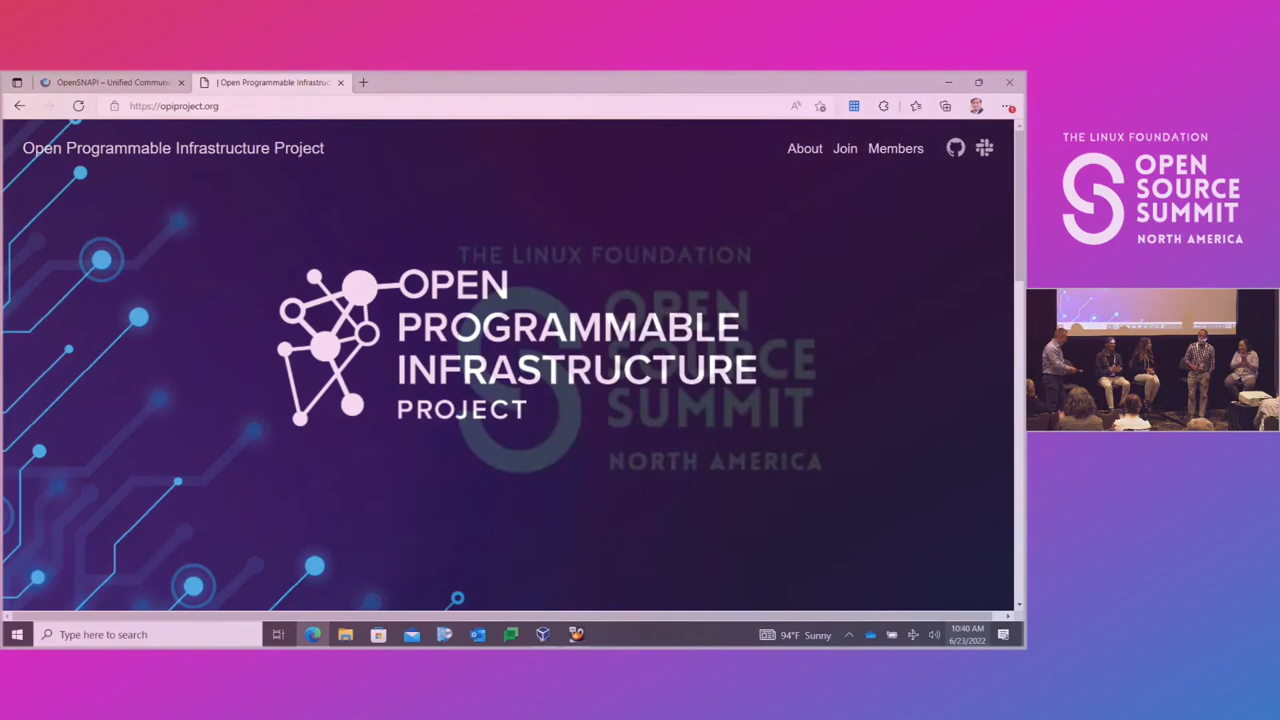 OpenSNAPI – Unified Commun
| Open Programmable Infrastruc
https://opiproject.org
Open Programmable Infrastructure Project
About Join Members
THE LINUX FOUNDATION
OPEN
SOURCE
SUMMIT
NORTH AMERICA
OPEN
PROGRAMMABLE
INFRASTRUCTURE
PROJECT
THE LINUX FOUNDATION
OPEN
SOURCE
SUMMIT
NORTH AMERICA
Type here to search
94°F Sunny
10:40 AM
6/23/2022